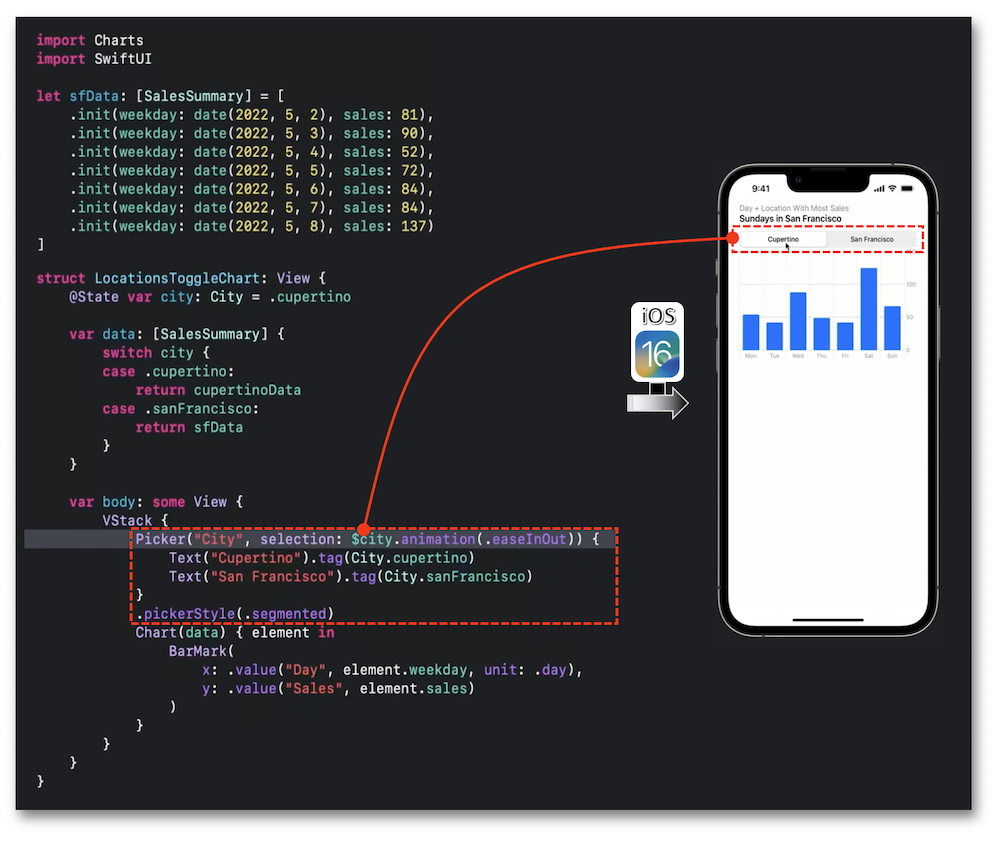 import Charts
import SwiftUI
let sfData: [SalesSummary] = [
.init(weekday: date(2022, 5, 2), sales: 81),
.init(weekday: date(2022, 5, 3), sales: 90),
.init(weekday: date(2022, 5, 4), sales: 52),
.init(weekday: date(2022, 5, 5), sales: 72),
.init(weekday: date(2022, 5, 6), sales: 84),
.init(weekday: date(2022, 5, 7), sales: 84),
.init(weekday: date(2022, 5, 8), sales: 137)
]
struct LocationsToggleChart: View {
@State var city: City = .cupertino
var data: [SalesSummary] {
switch city {
case .cupertino:
return cupertinoData
case .sanFrancisco:
return sfData
}
}
var body: some View {
VStack {
Picker("City", selection: $city.animation(.easeInOut)) {
Text("Cupertino").tag(City.cupertino)
Text("San Francisco").tag(City.sanFrancisco)
}
.pickerStyle(.segmented)
Chart(data) { element in
BarMark(
x: .value("Day", element.weekday, unit: .day),
y: .value("Sales", element.sales)
)
}
}
}
}
iOS
16
9:41
Day + Location With Most Sales
Sundays in San Francisco
Cupertino San Francisco
100
50
0
Mon Tue Wed Thu Fri Sat Sun